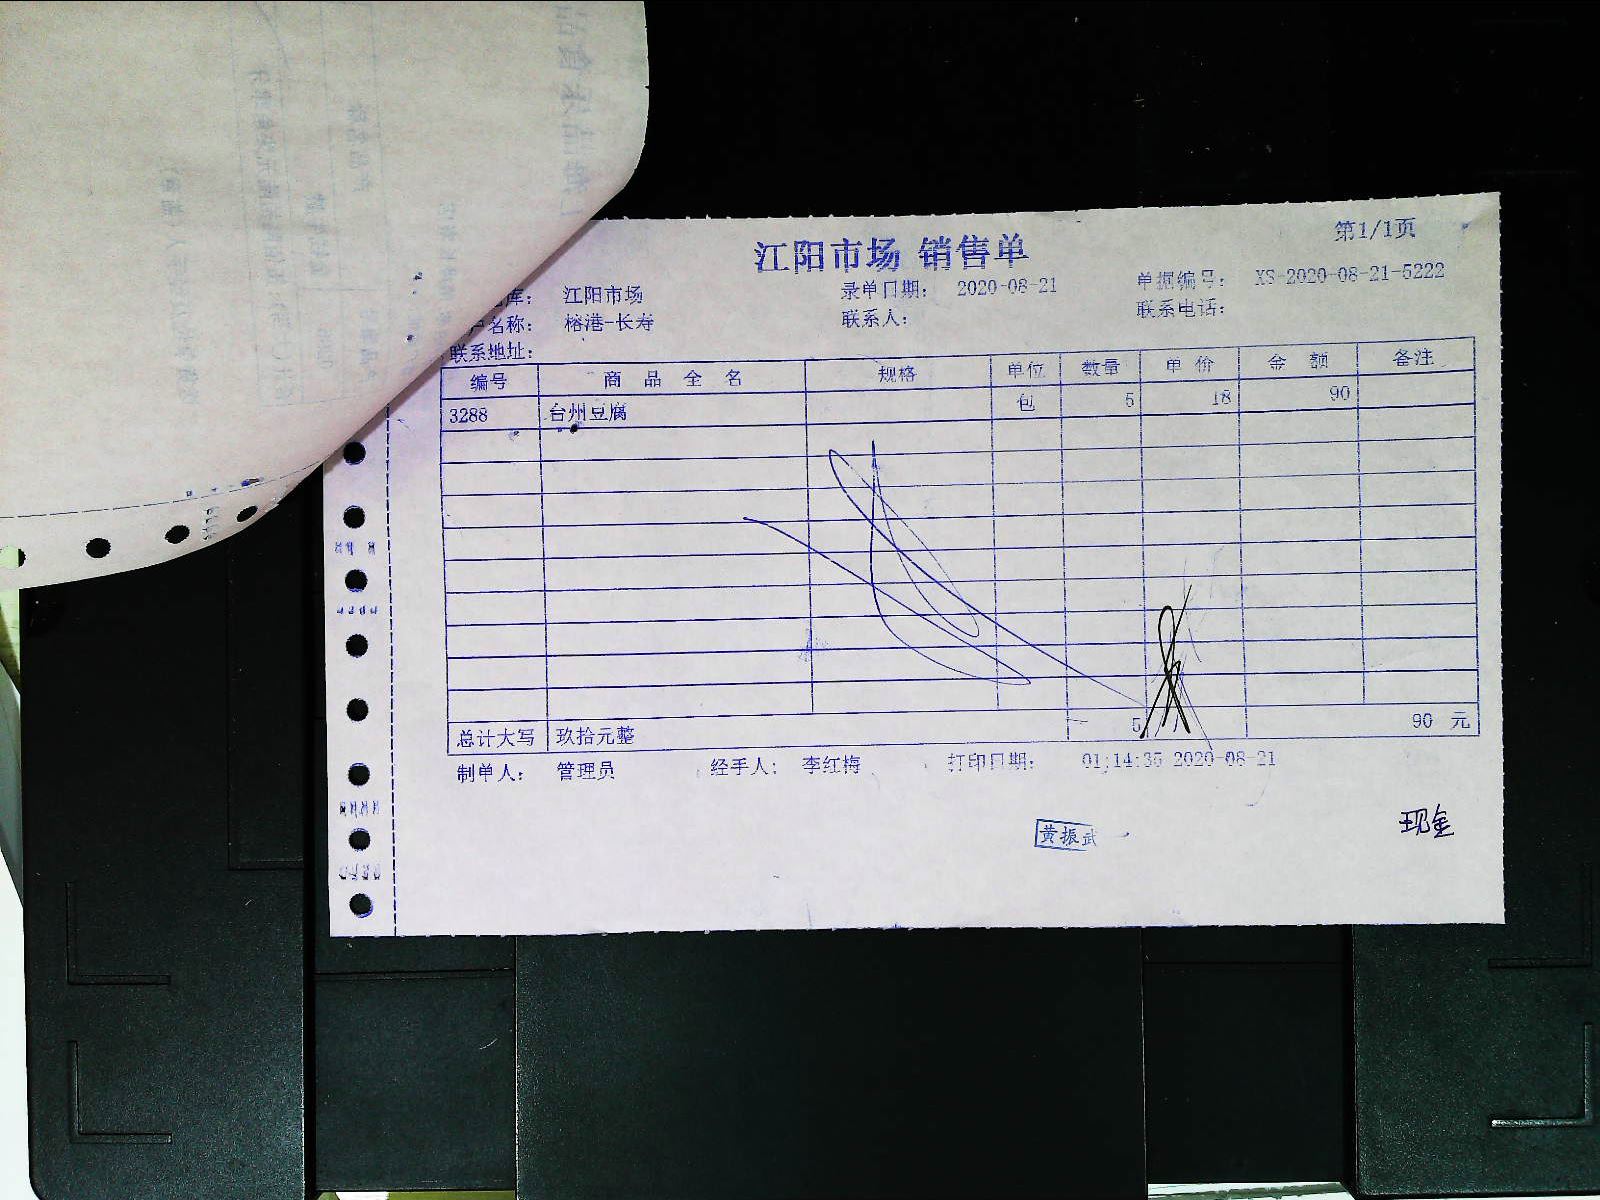 第1/1页
江阳市场 销售单
库： 江阳市场 录单日期： 2020-08-21 单据编号： XS-2020-08-21-5222
户名称： 榕港-长寿 联系人： 联系电话：
联系地址：
编号 商品全名 规格 单位 数量 单价 金额 备注
3288 台州豆腐 包 5 18 90
总计大写 玖拾元整 5 90 元
制单人： 管理员 经手人： 李红梅 打印日期： 01:14:35 2020-08-21
黄振武
现金